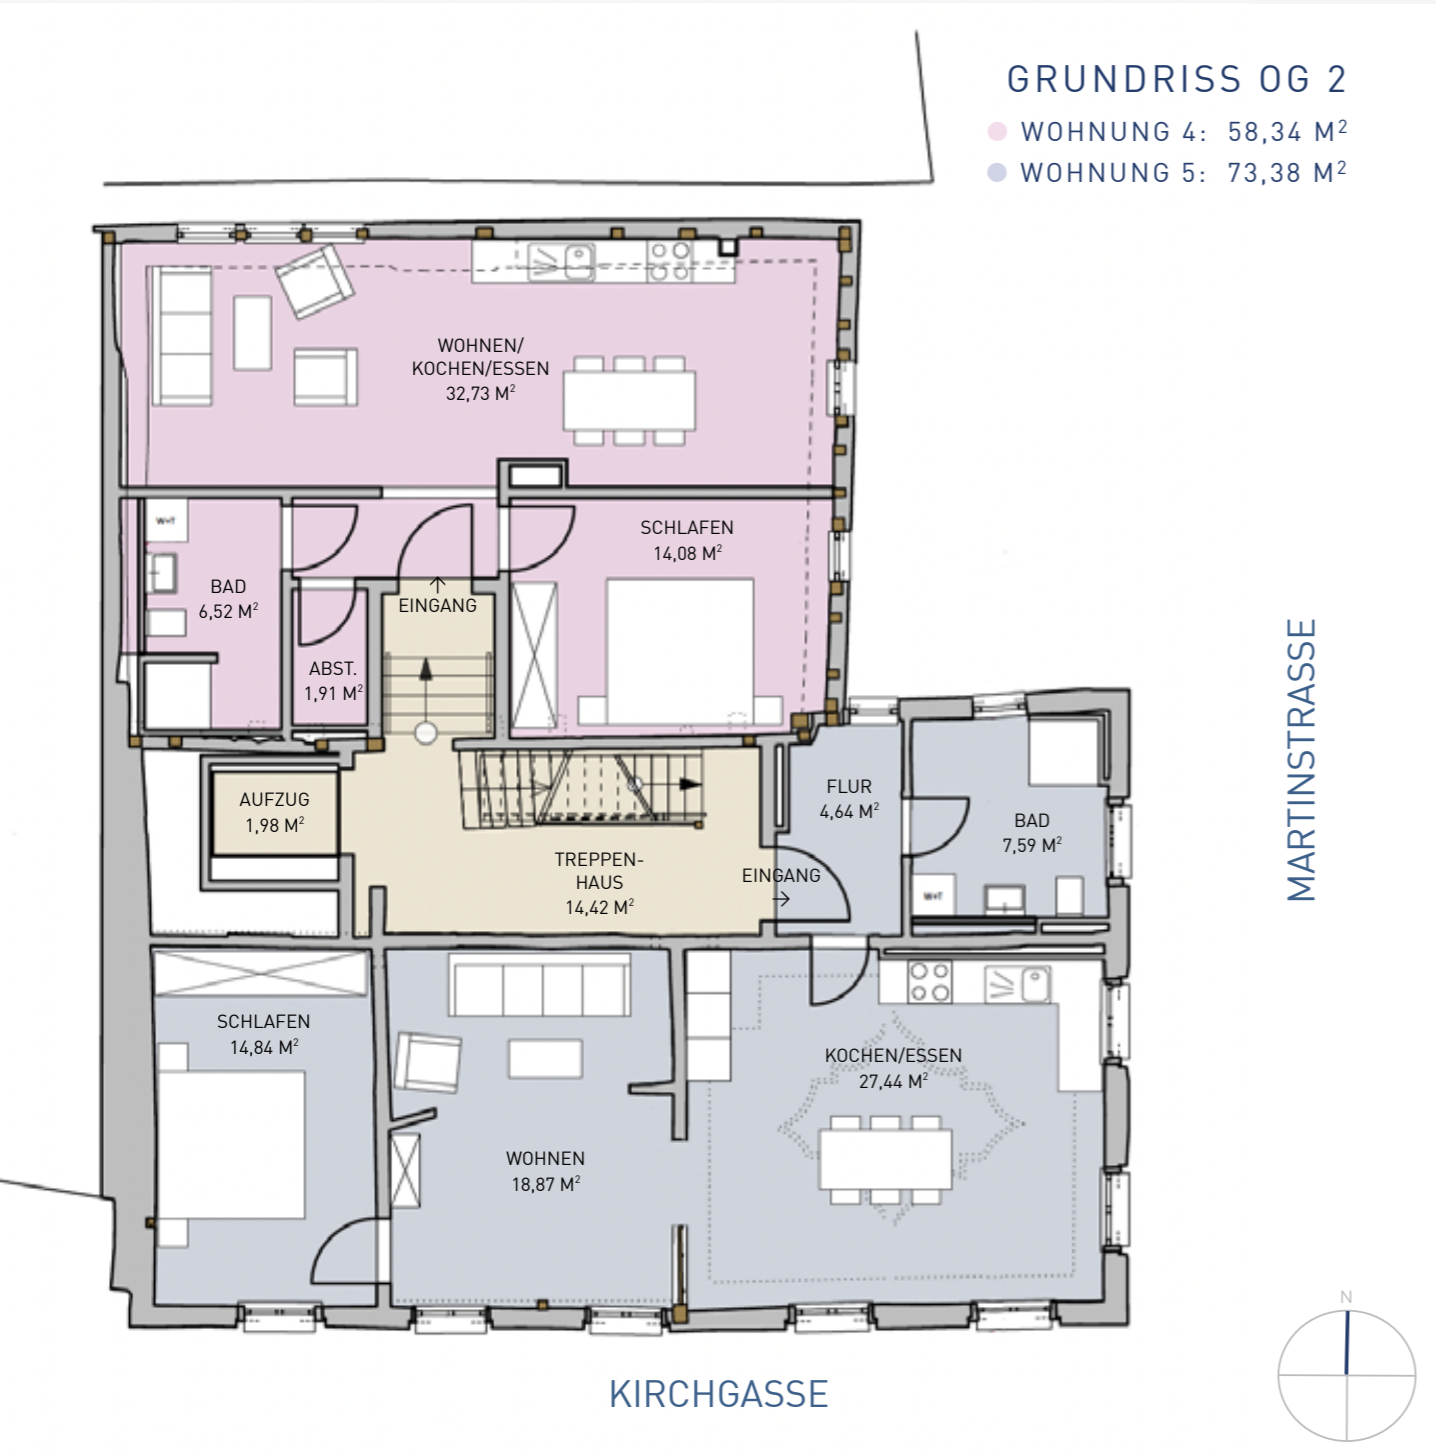 GRUNDRISS OG 2
WOHNUNG 4: 58,34 M²
WOHNUNG 5: 73,38 M²
WOHNEN/
KOCHEN/ESSEN
32,73 M²
W+T
BAD
6,52 M²
ABST.
1,91 M²
EINGANG
SCHLAFEN
14,08 M²
AUFZUG
1,98 M²
TREPPEN-
HAUS
14,42 M²
EINGANG
FLUR
4,64 M²
BAD
7,59 M²
W+T
SCHLAFEN
14,84 M²
WOHNEN
18,87 M²
KOCHEN/ESSEN
27,44 M²
MARTINSTRASSE
KIRCHGASSE
N